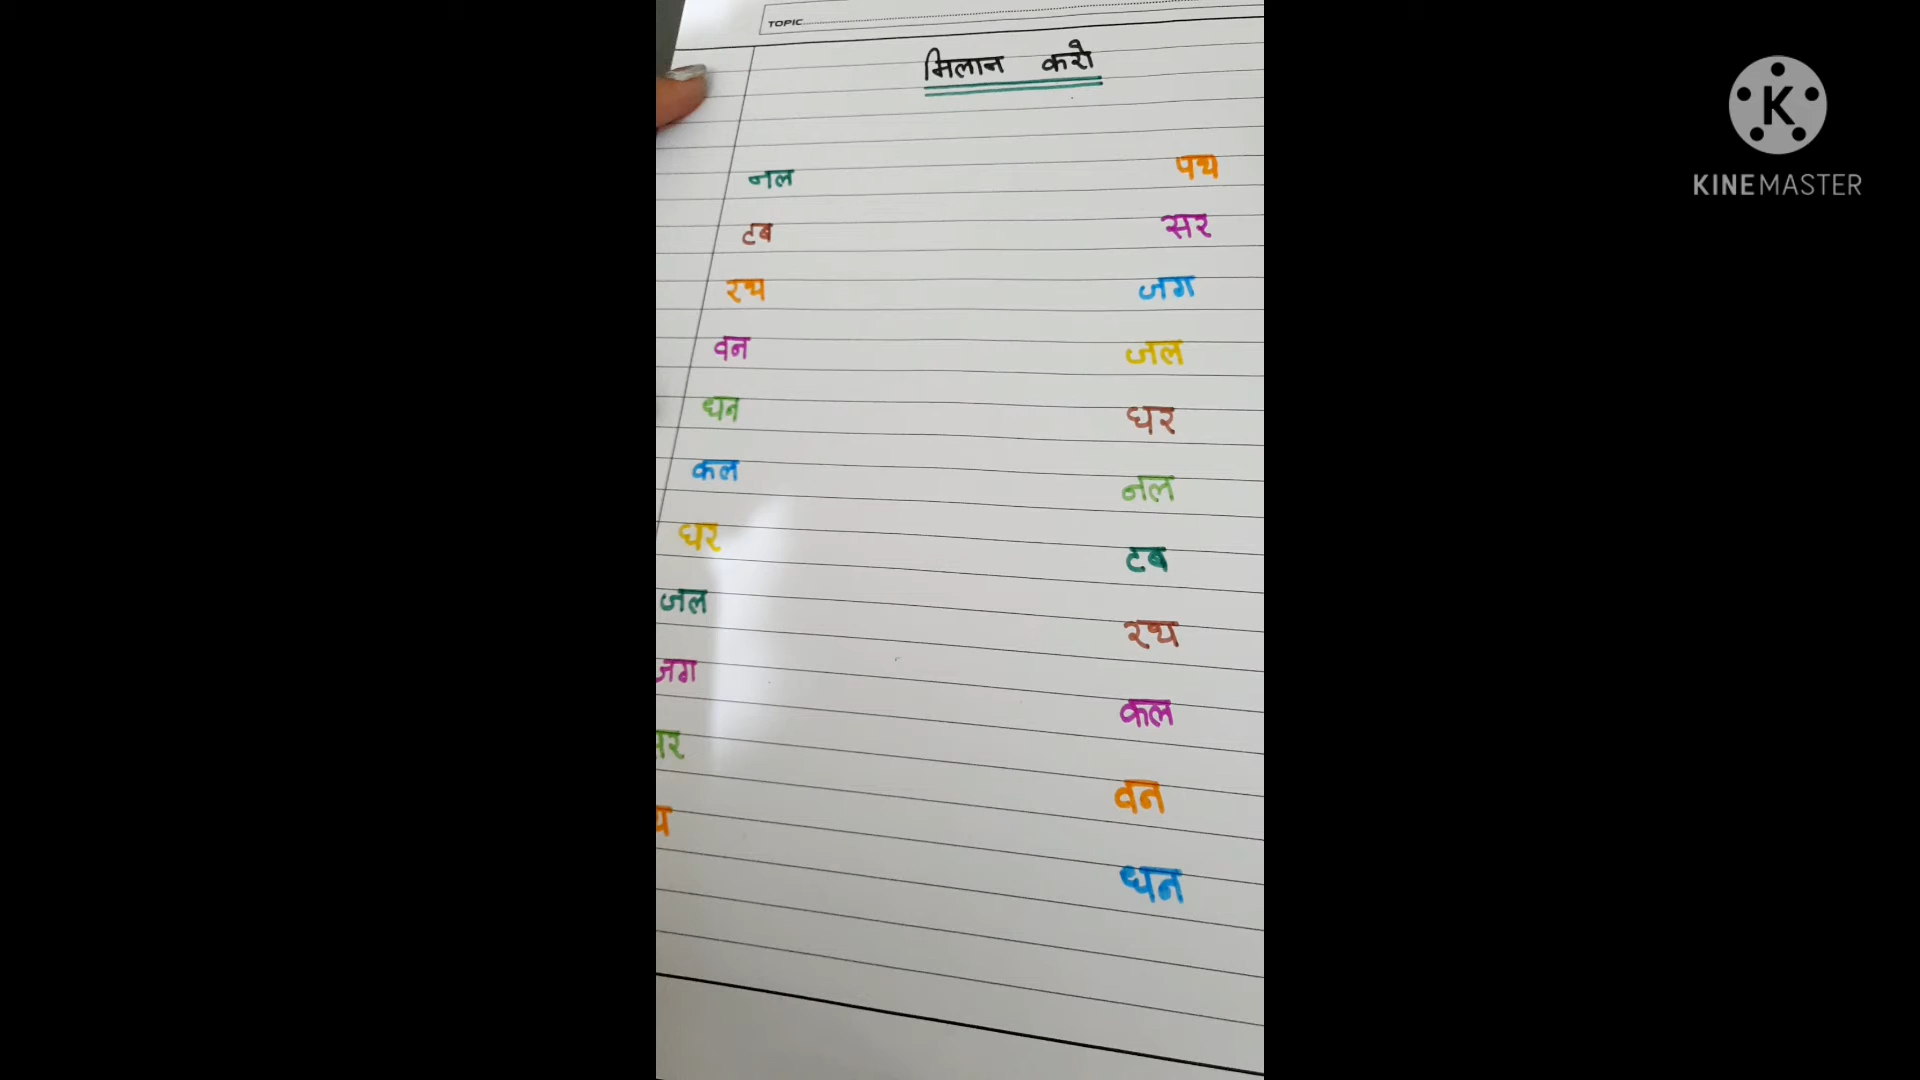 TOPIC
मिलान करो
नल पथ
टब सर
रथ जग
वन जल
धन घर
कल नल
घर टब
जल रथ
जग कल
वन
धन
K
KINEMASTER